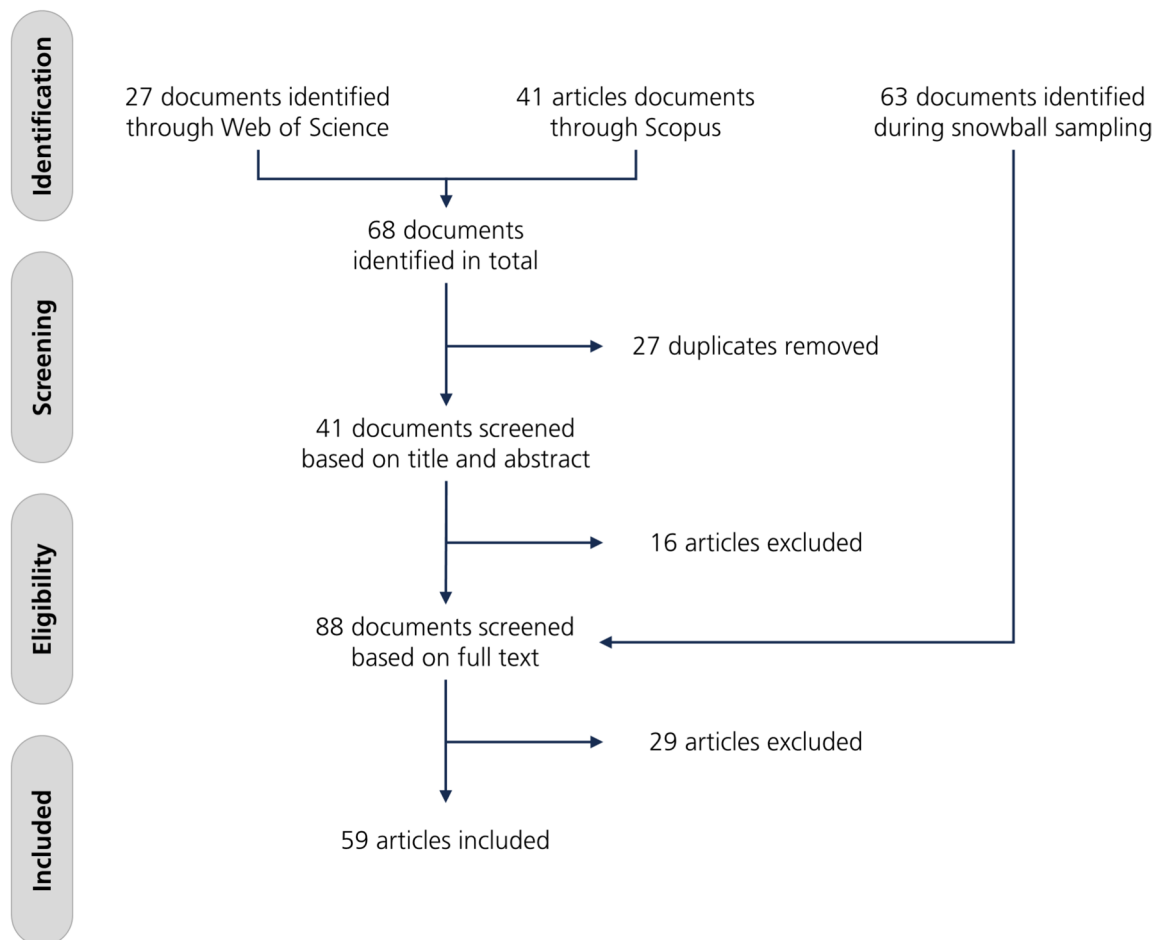 Identification
27 documents identified
through Web of Science
41 articles documents
through Scopus
63 documents identified
during snowball sampling
68 documents
identified in total
Screening
27 duplicates removed
41 documents screened
based on title and abstract
Eligibility
16 articles excluded
88 documents screened
based on full text
29 articles excluded
Included
59 articles included